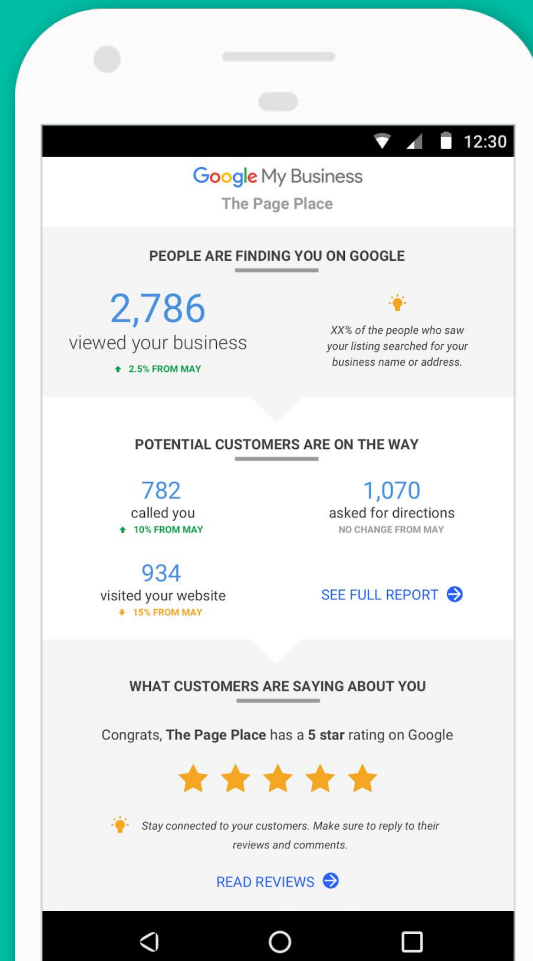 12:30
Google My Business
The Page Place
PEOPLE ARE FINDING YOU ON GOOGLE
2,786
viewed your business
2.5% FROM MAY
XX% of the people who saw
your listing searched for your
business name or address.
POTENTIAL CUSTOMERS ARE ON THE WAY
782
called you
10% FROM MAY
1,070
asked for directions
NO CHANGE FROM MAY
934
visited your website
15% FROM MAY
SEE FULL REPORT
WHAT CUSTOMERS ARE SAYING ABOUT YOU
Congrats, The Page Place has a 5 star rating on Google
Stay connected to your customers. Make sure to reply to their
reviews and comments.
READ REVIEWS